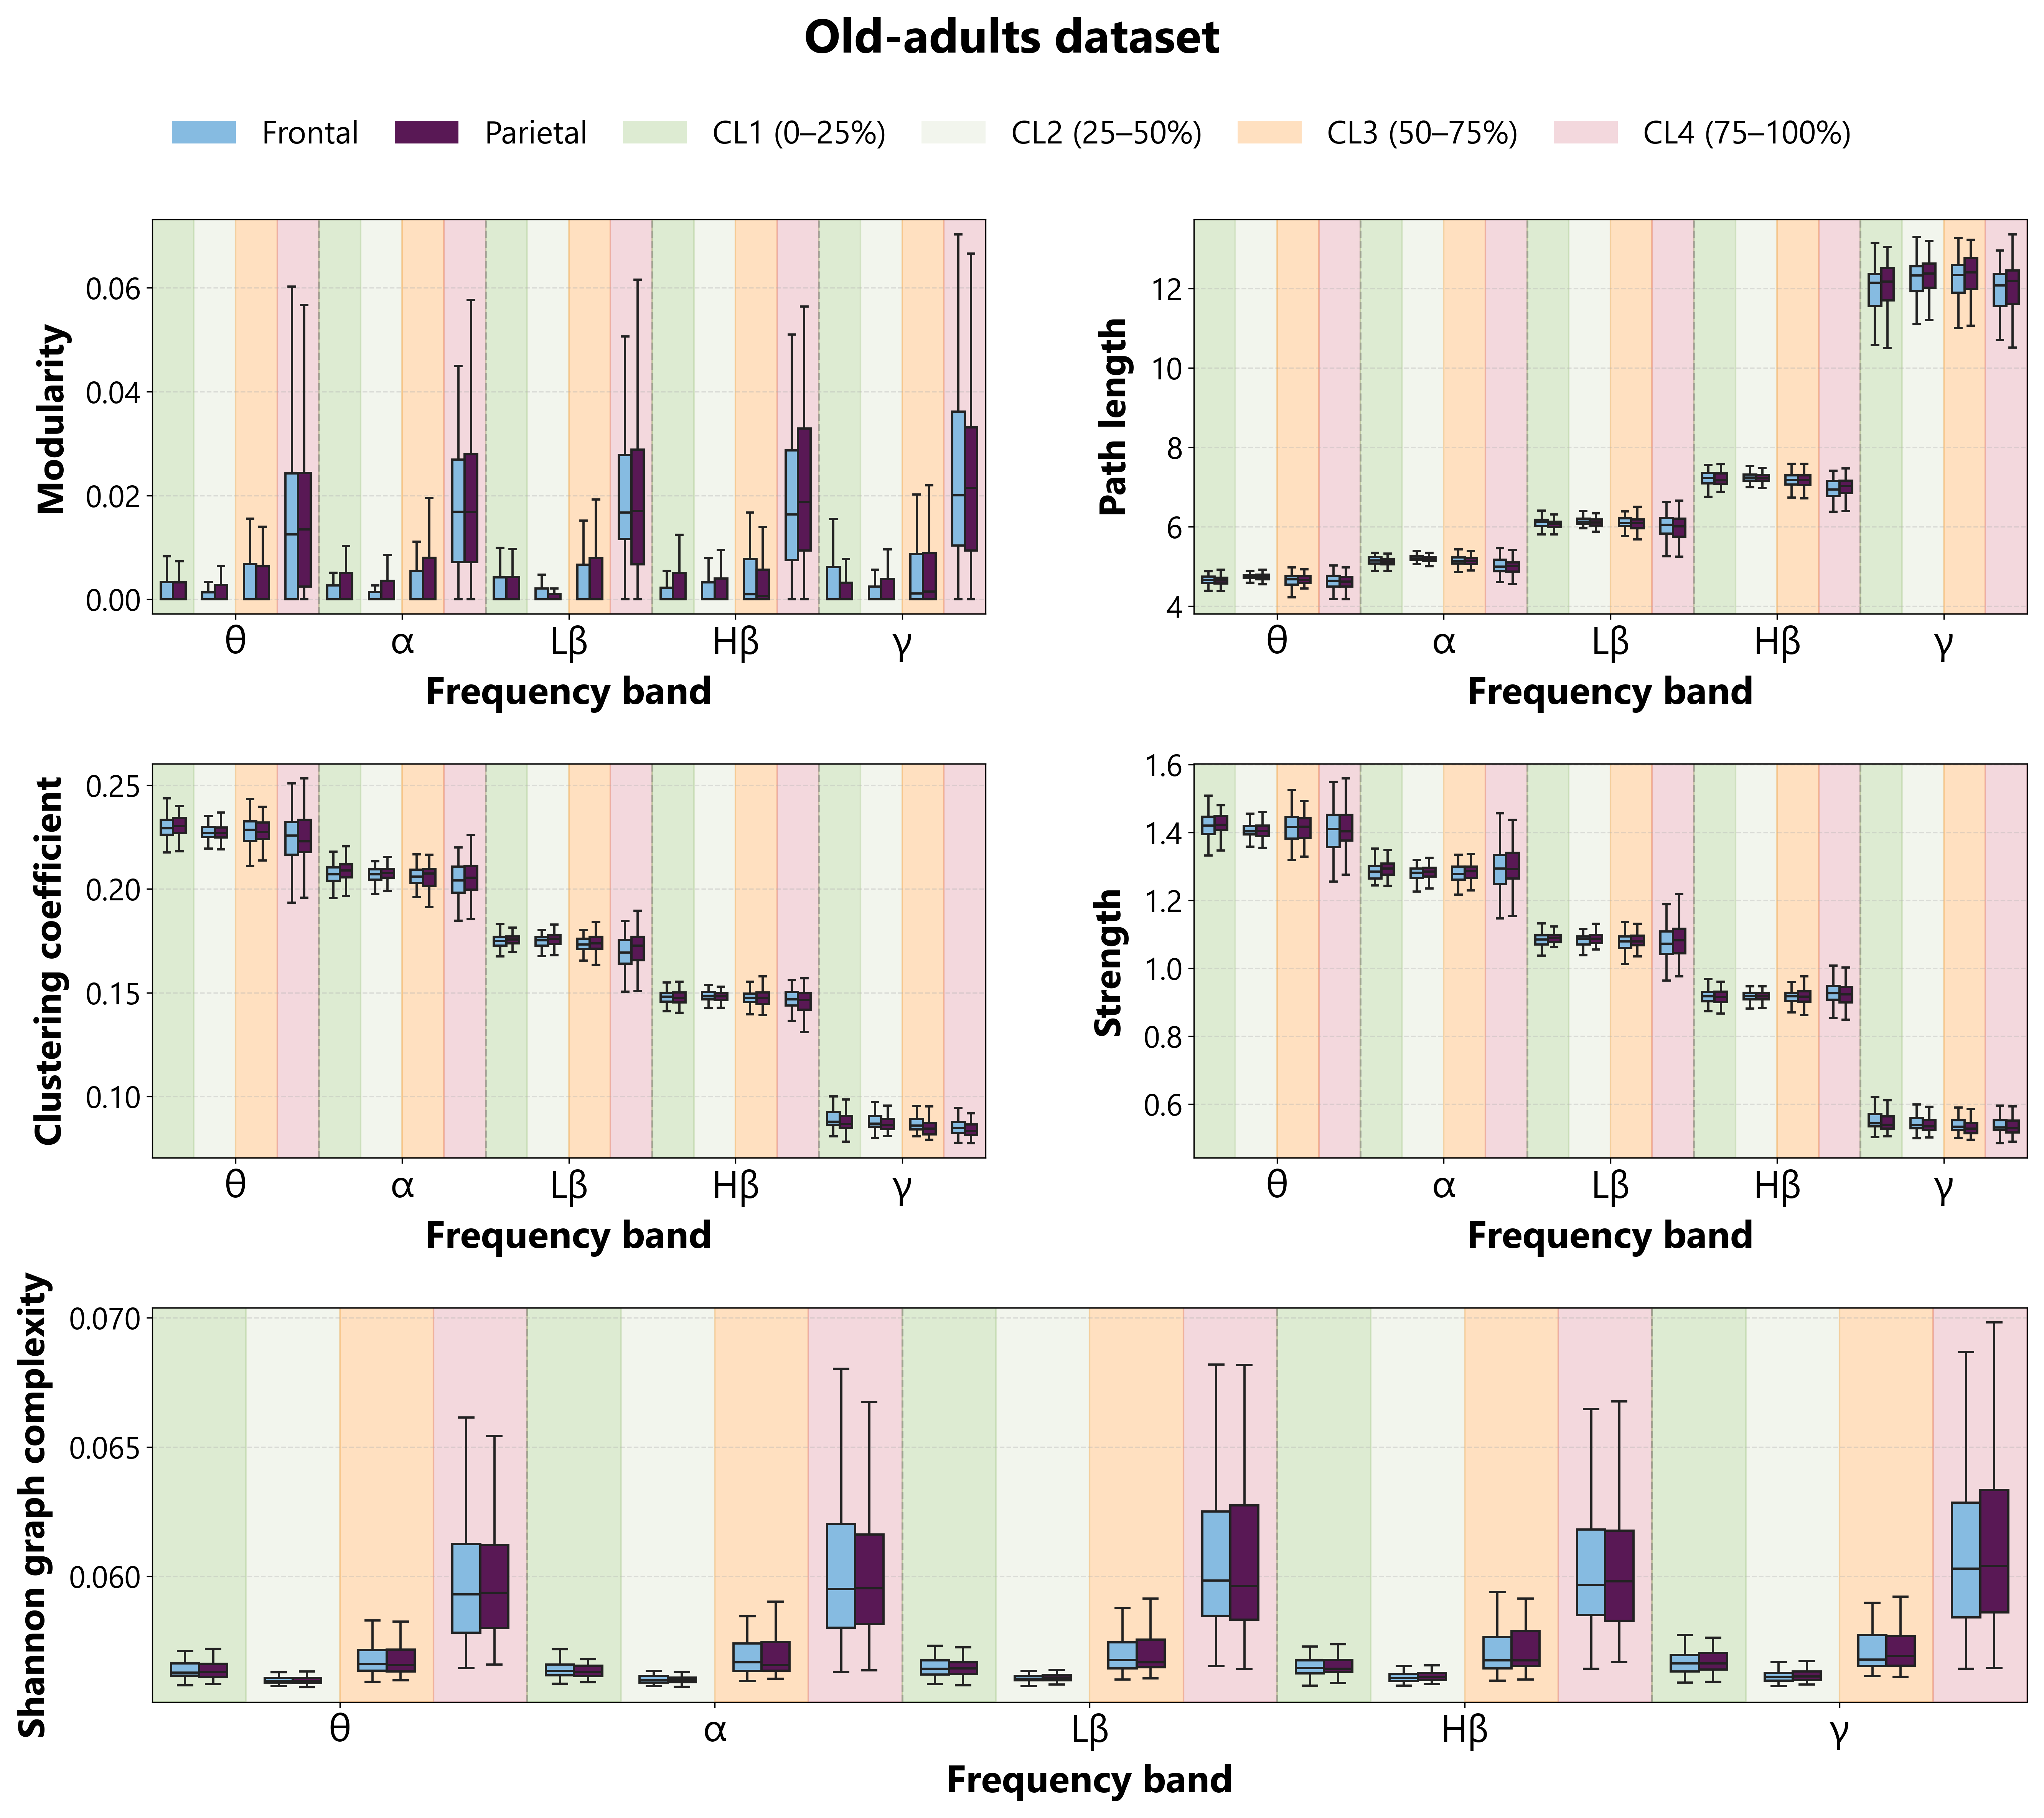 Old-adults dataset
Frontal Parietal CL1 (0–25%) CL2 (25–50%) CL3 (50–75%) CL4 (75–100%)
Modularity
0.06
0.04
0.02
0.00
θ α Lβ Hβ γ
Frequency band
Path length
12
10
8
6
4
θ α Lβ Hβ γ
Frequency band
Clustering coefficient
0.25
0.20
0.15
0.10
θ α Lβ Hβ γ
Frequency band
Strength
1.6
1.4
1.2
1.0
0.8
0.6
θ α Lβ Hβ γ
Frequency band
Shannon graph complexity
0.070
0.065
0.060
θ α Lβ Hβ γ
Frequency band